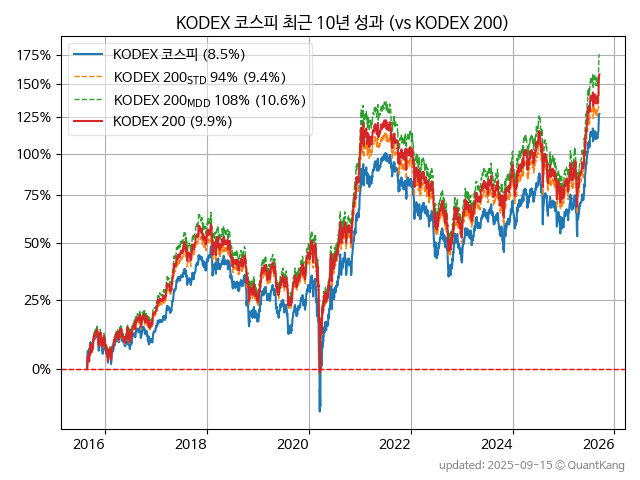 KODEX 코스피 최근 10년 성과 (vs KODEX 200)
KODEX 코스피 (8.5%)
KODEX 200STD 94% (9.4%)
KODEX 200MDD 108% (10.6%)
KODEX 200 (9.9%)
175%
150%
125%
100%
75%
50%
25%
0%
2016 2018 2020 2022 2024 2026
updated: 2025-09-15 © QuantKang